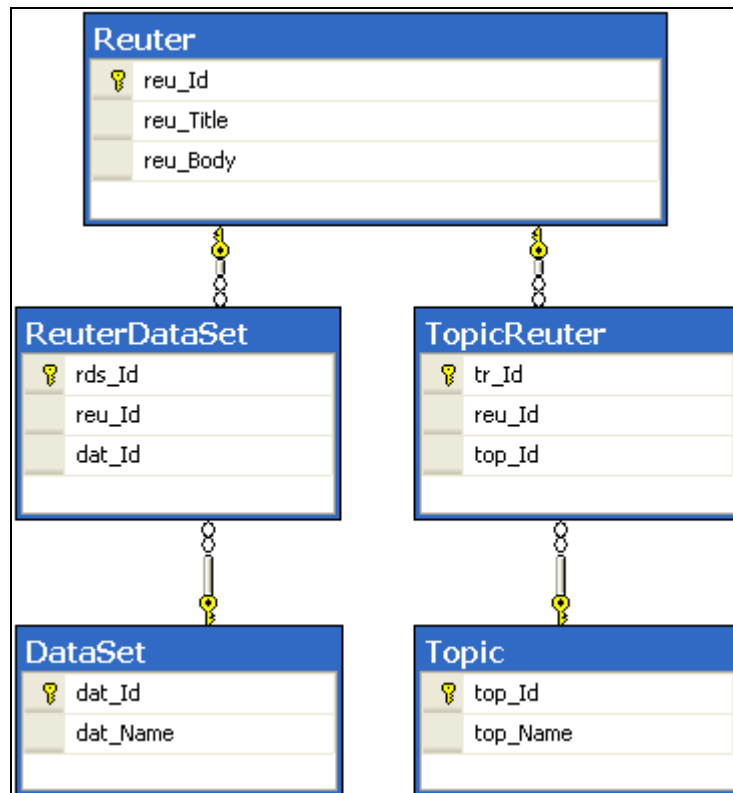 Reuter
reu_Id
reu_Title
reu_Body
ReuterDataSet
rds_Id
reu_Id
dat_Id
TopicReuter
tr_Id
reu_Id
top_Id
DataSet
dat_Id
dat_Name
Topic
top_Id
top_Name